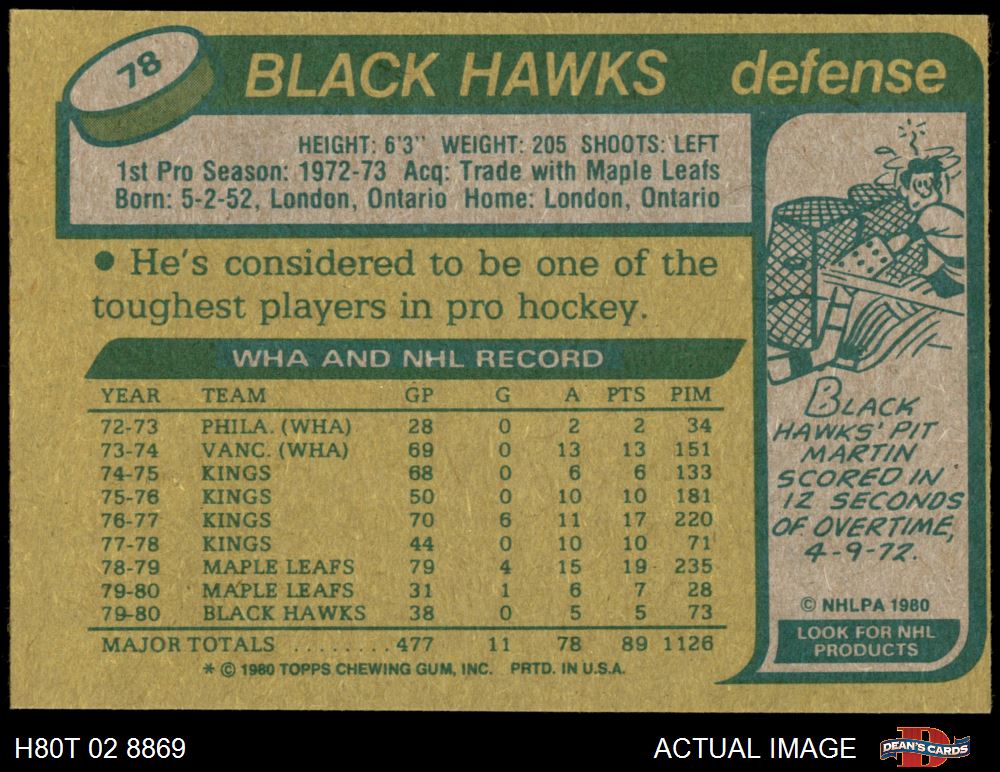 78
BLACK HAWKS defense
HEIGHT: 6'3" WEIGHT: 205 SHOOTS: LEFT
1st Pro Season: 1972-73 Acq: Trade with Maple Leafs
Born: 5-2-52, London, Ontario Home: London, Ontario
• He's considered to be one of the
toughest players in pro hockey.
WHA AND NHL RECORD
YEAR TEAM GP G A PTS PIM
72-73 PHILA. (WHA) 28 0 2 2 34
73-74 VANC. (WHA) 69 0 13 13 151
74-75 KINGS 68 0 6 6 133
75-76 KINGS 50 0 10 10 181
76-77 KINGS 70 6 11 17 220
77-78 KINGS 44 0 10 10 71
78-79 MAPLE LEAFS 79 4 15 19 235
79-80 MAPLE LEAFS 31 1 6 7 28
79-80 BLACK HAWKS 38 0 5 5 73
MAJOR TOTALS ........ 477 11 78 89 1126
* © 1980 TOPPS CHEWING GUM, INC. PRTD. IN U.S.A.
BLACK
HAWKS' PIT
MARTIN
SCORED IN
12 SECONDS
OF OVERTIME,
4-9-72.
© NHLPA 1980
LOOK FOR NHL
PRODUCTS
H80T 02 8869
ACTUAL IMAGE
D
DEAN'S CARDS